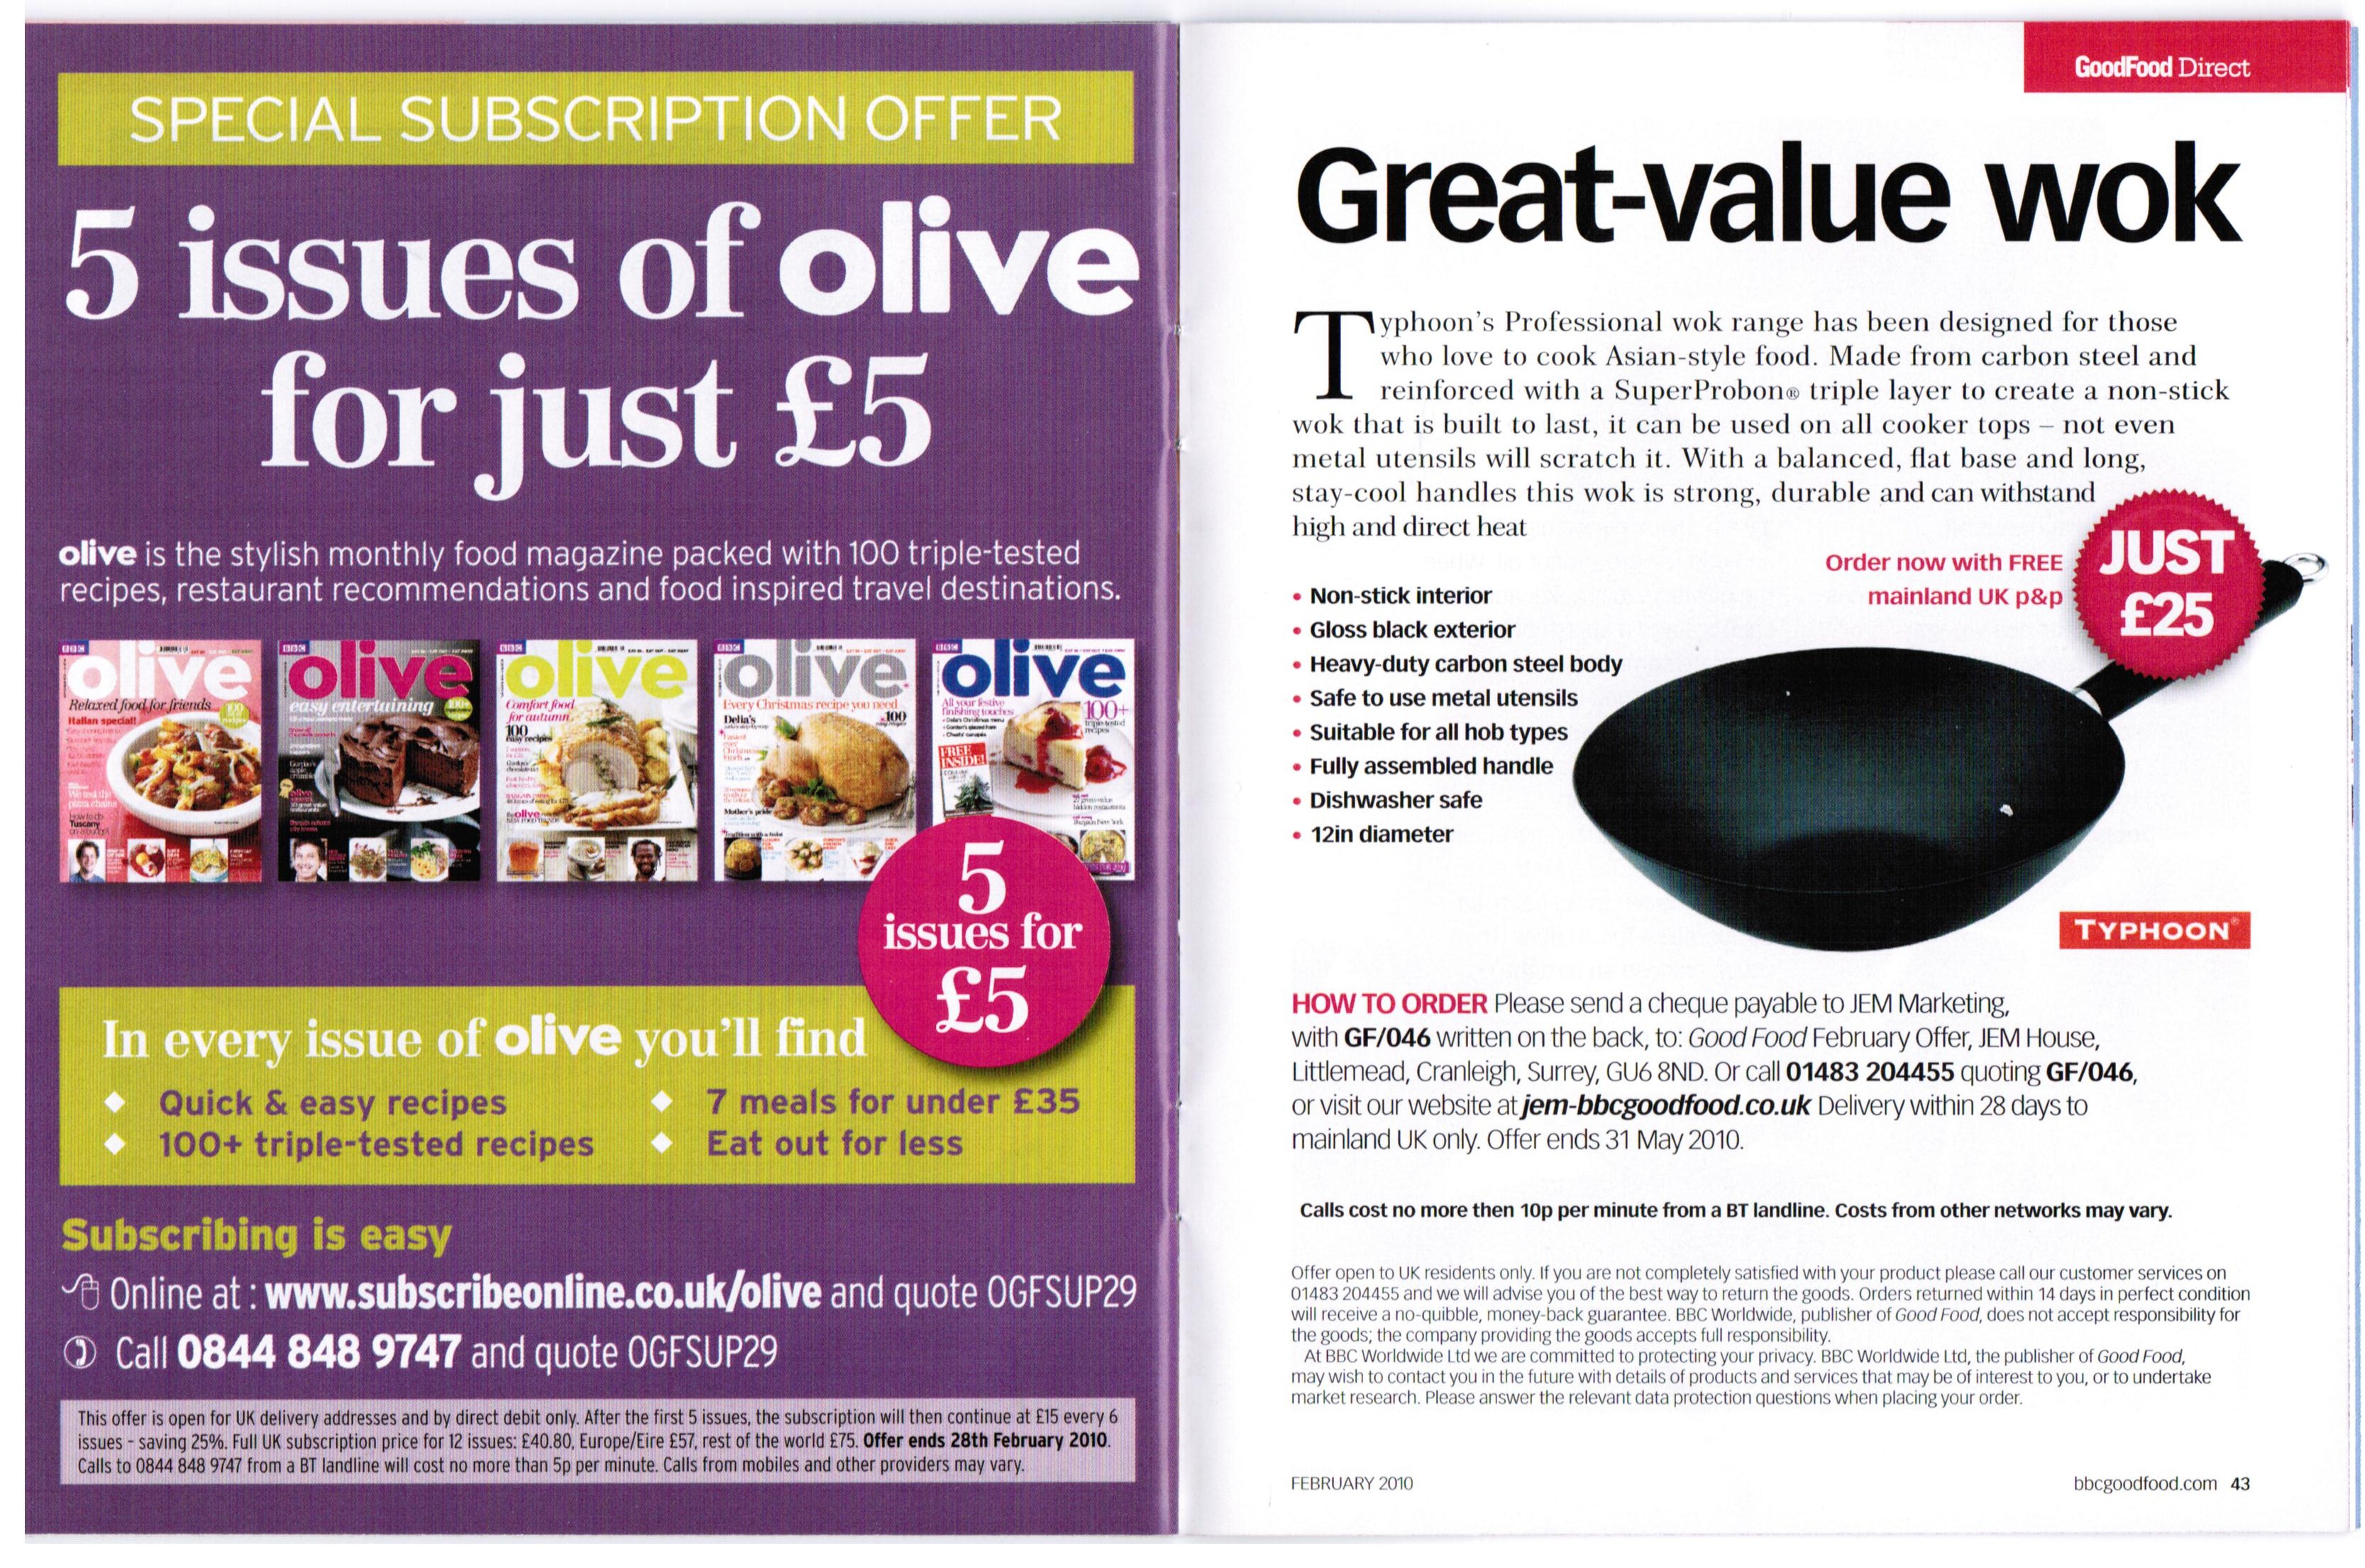 SPECIAL SUBSCRIPTION OFFER
5 issues of olive
for just £5
olive is the stylish monthly food magazine packed with 100 triple-tested
recipes, restaurant recommendations and food inspired travel destinations.
BBC
olive
Relaxed food for friends
Italian special!
We test the
pizza chains
How to do
Tuscany
on a budget
BBC
olive
easy entertaining
100+
BBC
olive
Comfort food
for autumn
100
easy recipes
BBC
olive
Every Christmas recipe you need
Delia's
100
Mother's pride
BBC
olive
All your festive
finishing touches
100+
triple-tested
recipes
FREE
INSIDE!
5
issues for
£5
In every issue of olive you'll find
Quick & easy recipes
100+ triple-tested recipes
7 meals for under £35
Eat out for less
Subscribing is easy
Online at : www.subscribeonline.co.uk/olive and quote OGFSUP29
Call 0844 848 9747 and quote OGFSUP29
This offer is open for UK delivery addresses and by direct debit only. After the first 5 issues, the subscription will then continue at £15 every 6
issues - saving 25%. Full UK subscription price for 12 issues: £40.80, Europe/Eire £57, rest of the world £75. Offer ends 28th February 2010.
Calls to 0844 848 9747 from a BT landline will cost no more than 5p per minute. Calls from mobiles and other providers may vary.
GoodFood Direct
Great-value wok
Typhoon's Professional wok range has been designed for those
who love to cook Asian-style food. Made from carbon steel and
reinforced with a SuperProbon® triple layer to create a non-stick
wok that is built to last, it can be used on all cooker tops – not even
metal utensils will scratch it. With a balanced, flat base and long,
stay-cool handles this wok is strong, durable and can withstand
high and direct heat
Order now with FREE
mainland UK p&p
JUST
£25
• Non-stick interior
• Gloss black exterior
• Heavy-duty carbon steel body
• Safe to use metal utensils
• Suitable for all hob types
• Fully assembled handle
• Dishwasher safe
• 12in diameter
TYPHOON®
HOW TO ORDER Please send a cheque payable to JEM Marketing,
with GF/046 written on the back, to: Good Food February Offer, JEM House,
Littlemead, Cranleigh, Surrey, GU6 8ND. Or call 01483 204455 quoting GF/046,
or visit our website at jem-bbcgoodfood.co.uk Delivery within 28 days to
mainland UK only. Offer ends 31 May 2010.
Calls cost no more then 10p per minute from a BT landline. Costs from other networks may vary.
Offer open to UK residents only. If you are not completely satisfied with your product please call our customer services on
01483 204455 and we will advise you of the best way to return the goods. Orders returned within 14 days in perfect condition
will receive a no-quibble, money-back guarantee. BBC Worldwide, publisher of Good Food, does not accept responsibility for
the goods; the company providing the goods accepts full responsibility.
At BBC Worldwide Ltd we are committed to protecting your privacy. BBC Worldwide Ltd, the publisher of Good Food,
may wish to contact you in the future with details of products and services that may be of interest to you, or to undertake
market research. Please answer the relevant data protection questions when placing your order.
FEBRUARY 2010
bbcgoodfood.com 43